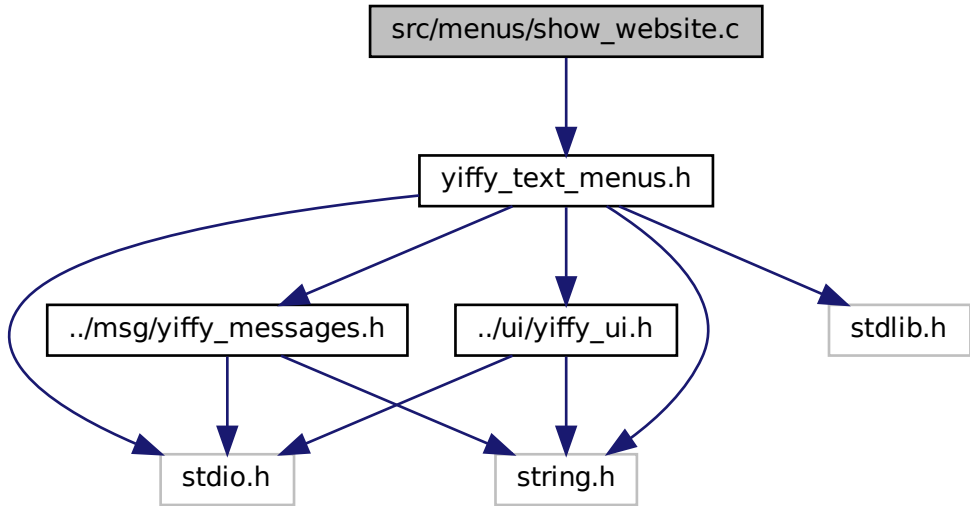 src/menus/show_website.c
yiffy_text_menus.h
../msg/yiffy_messages.h
../ui/yiffy_ui.h
stdlib.h
stdio.h
string.h